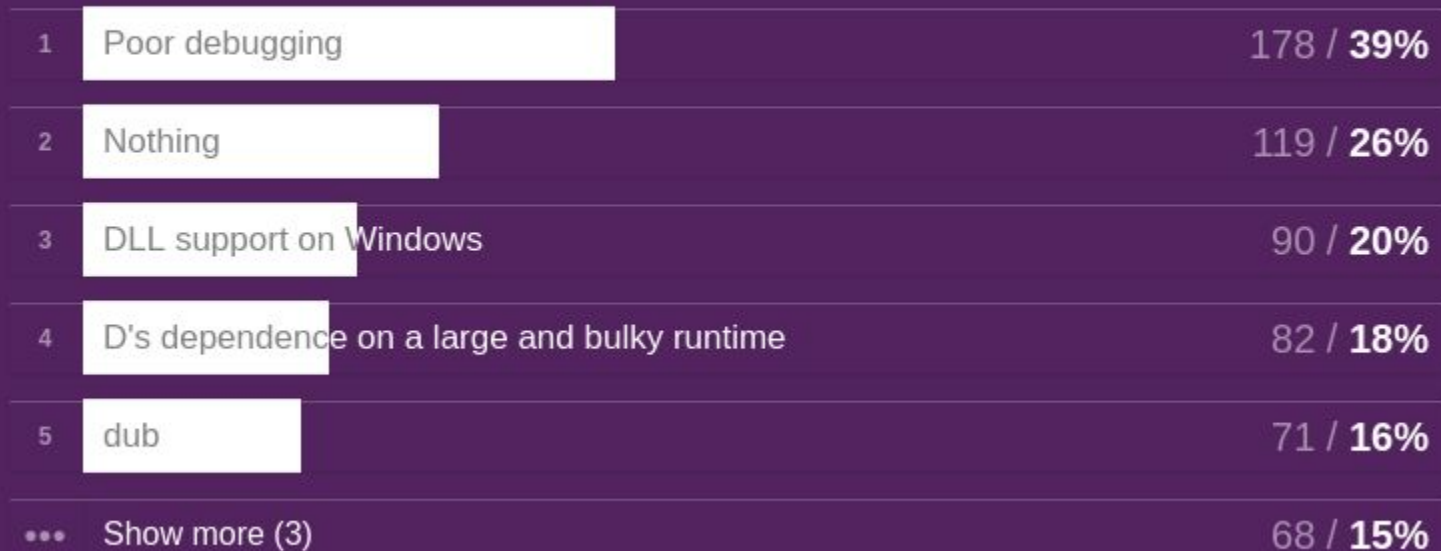 1 Poor debugging 178 / 39%
2 Nothing 119 / 26%
3 DLL support on Windows 90 / 20%
4 D's dependence on a large and bulky runtime 82 / 18%
5 dub 71 / 16%
••• Show more (3) 68 / 15%